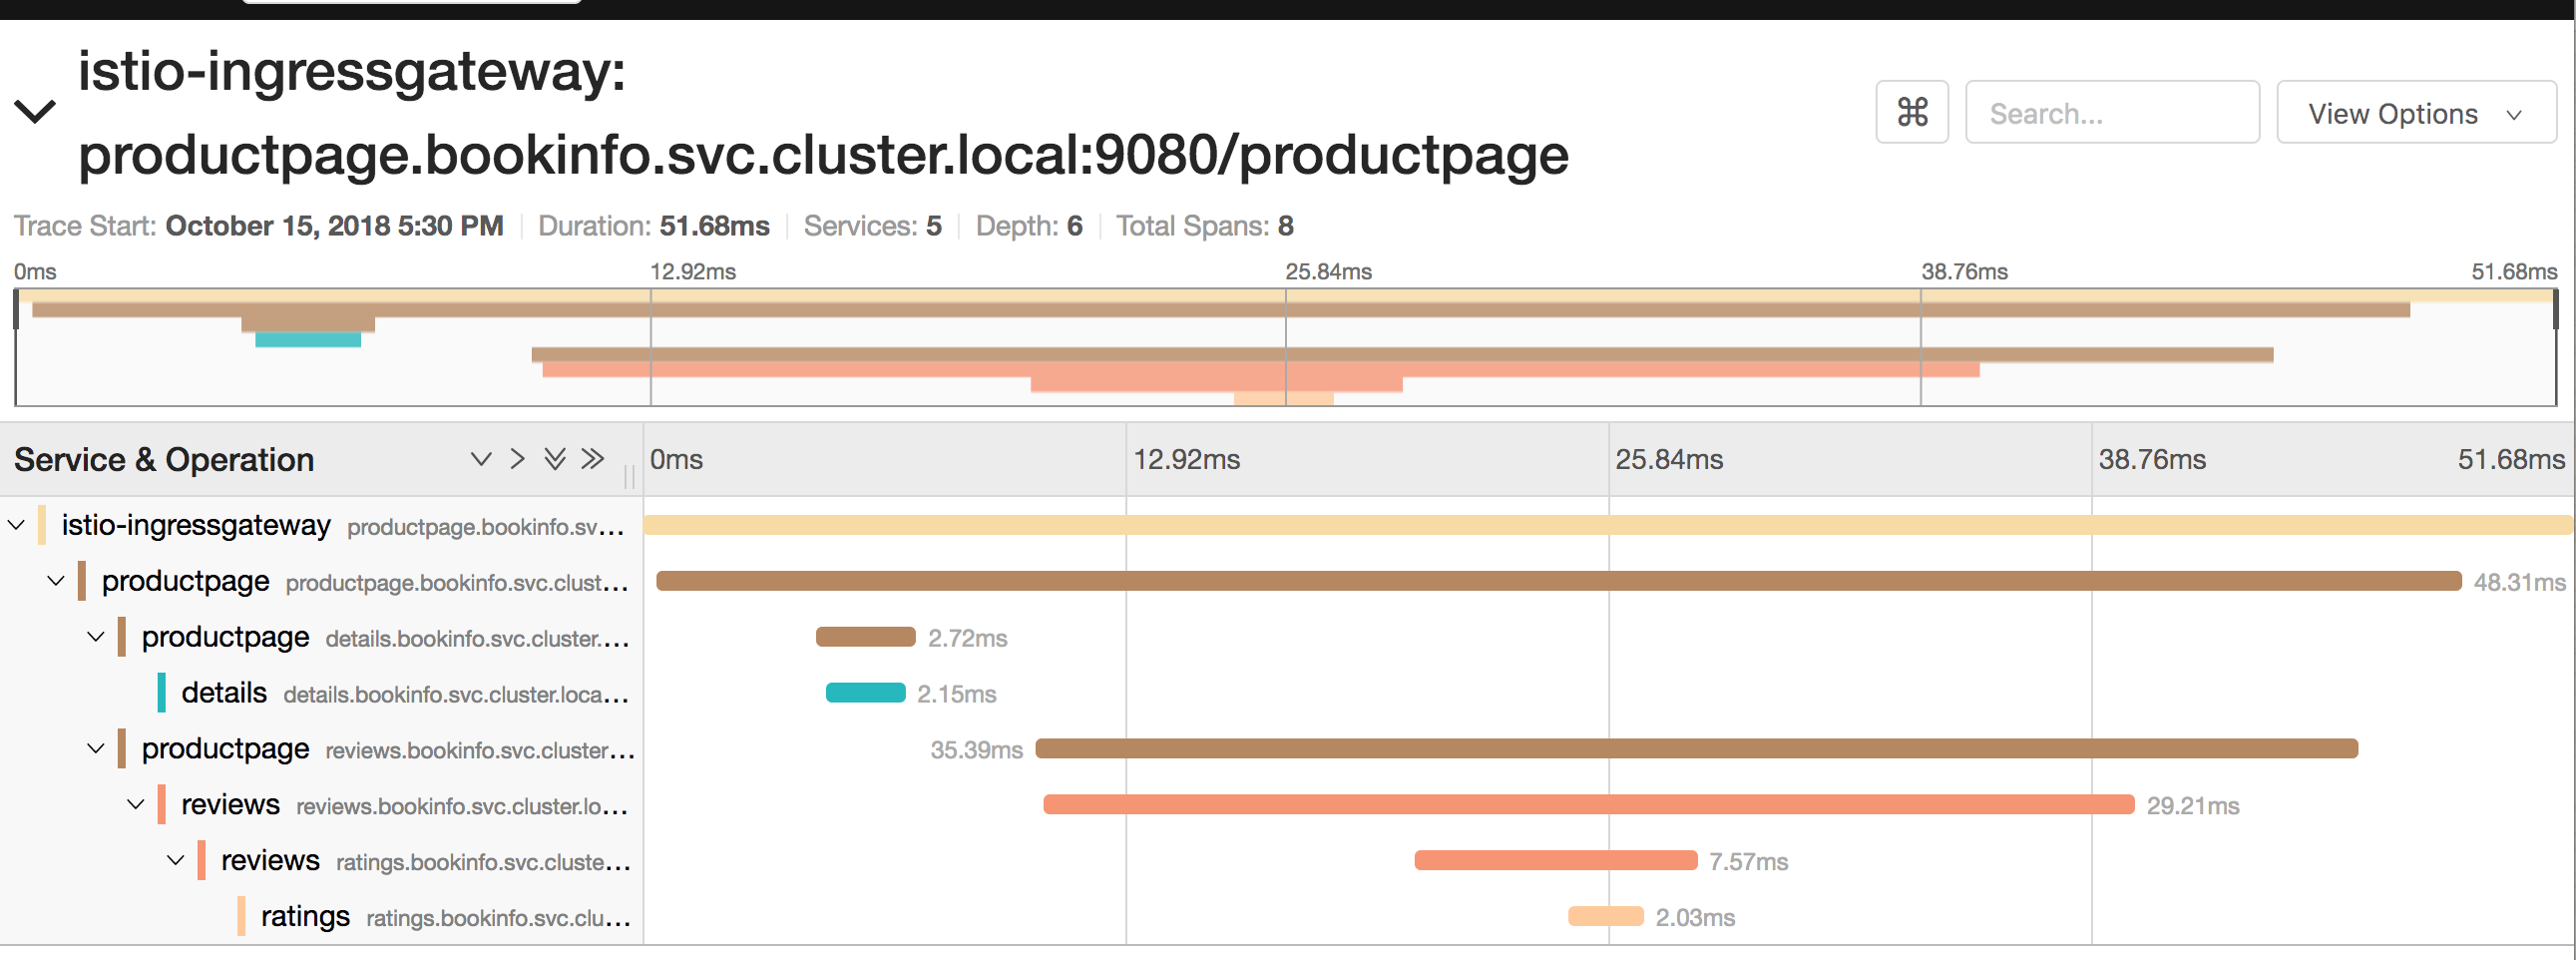 istio-ingressgateway:
productpage.bookinfo.svc.cluster.local:9080/productpage
⌘ Search... View Options
Trace Start: October 15, 2018 5:30 PM Duration: 51.68ms Services: 5 Depth: 6 Total Spans: 8
0ms 12.92ms 25.84ms 38.76ms 51.68ms
Service & Operation 0ms 12.92ms 25.84ms 38.76ms 51.68ms
istio-ingressgateway productpage.bookinfo.sv...
productpage productpage.bookinfo.svc.clust... 48.31ms
productpage details.bookinfo.svc.cluster.... 2.72ms
details details.bookinfo.svc.cluster.loca... 2.15ms
productpage reviews.bookinfo.svc.cluster... 35.39ms
reviews reviews.bookinfo.svc.cluster.lo... 29.21ms
reviews ratings.bookinfo.svc.cluste... 7.57ms
ratings ratings.bookinfo.svc.clu... 2.03ms